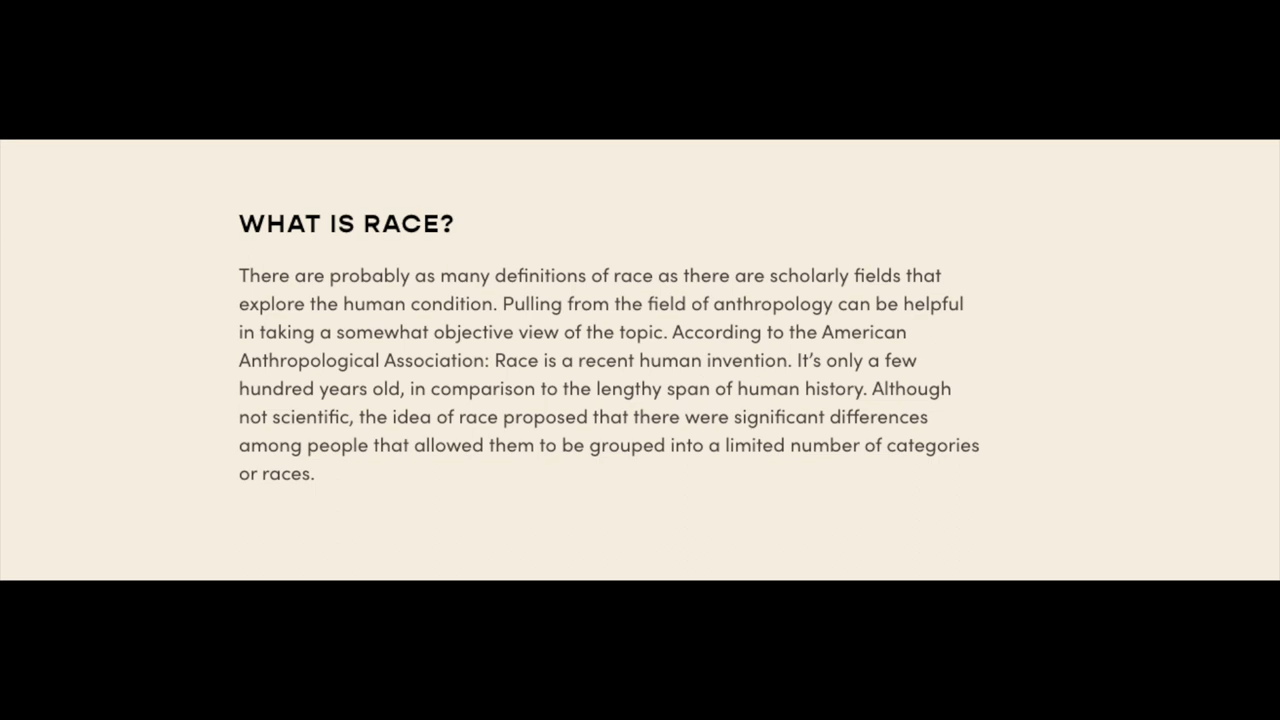 WHAT IS RACE?
There are probably as many definitions of race as there are scholarly fields that
explore the human condition. Pulling from the field of anthropology can be helpful
in taking a somewhat objective view of the topic. According to the American
Anthropological Association: Race is a recent human invention. It’s only a few
hundred years old, in comparison to the lengthy span of human history. Although
not scientific, the idea of race proposed that there were significant differences
among people that allowed them to be grouped into a limited number of categories
or races.